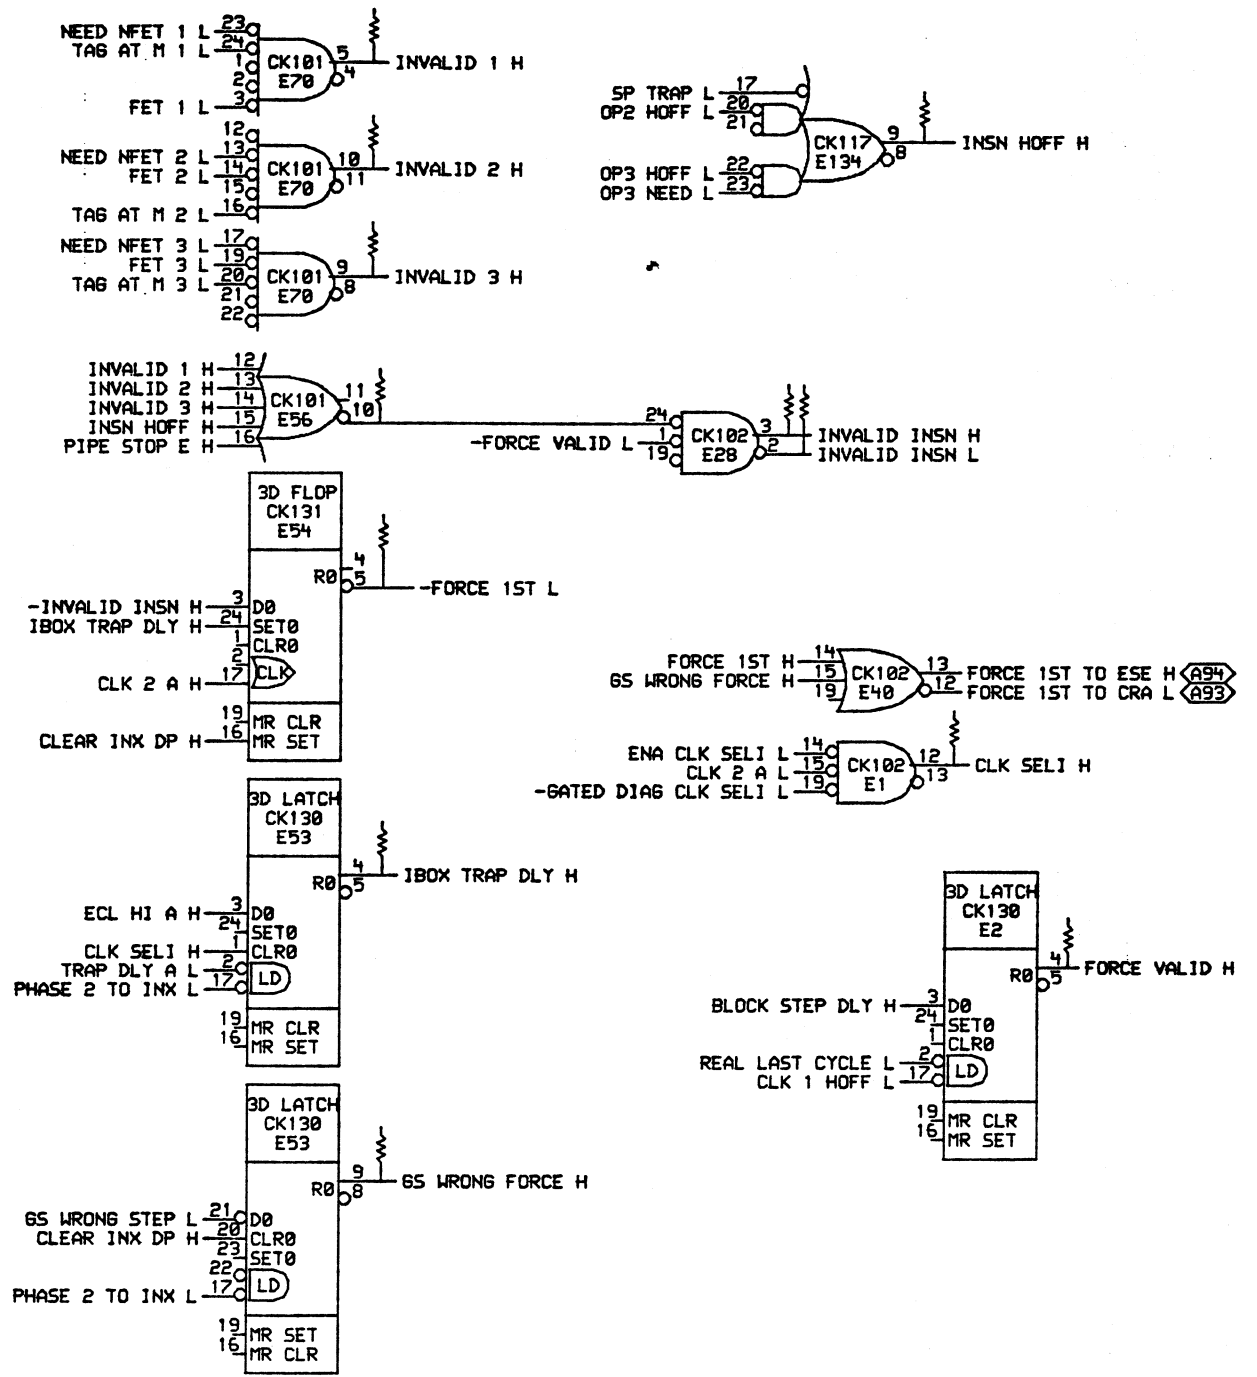 NEED NFET 1 L 23
TAG AT M 1 L 24
1
2
FET 1 L 3
CK101
E70
5
4
INVALID 1 H
12
NEED NFET 2 L 13
FET 2 L 14
15
TAG AT M 2 L 16
CK101
E70
10
11
INVALID 2 H
NEED NFET 3 L 17
FET 3 L 19
TAG AT M 3 L 20
21
22
CK101
E70
9
8
INVALID 3 H
SP TRAP L 17
OP2 HOFF L 20
21
OP3 HOFF L 22
OP3 NEED L 23
CK117
E134
9
8
INSN HOFF H
INVALID 1 H 12
INVALID 2 H 13
INVALID 3 H 14
INSN HOFF H 15
PIPE STOP E H 16
CK101
E56
11
10
24
-FORCE VALID L 1
19
CK102
E28
3
2
INVALID INSN H
INVALID INSN L
3D FLOP
CK131
E54
R0
4
5
-FORCE 1ST L
-INVALID INSN H 3 D0
IBOX TRAP DLY H 24 SET0
1 CLR0
2
CLK
CLK 2 A H 17
19 MR CLR
CLEAR INX DP H 16 MR SET
FORCE 1ST H 14
GS WRONG FORCE H 15
19
CK102
E40
13
12
FORCE 1ST TO ESE H A94
FORCE 1ST TO CRA L A93
ENA CLK SELI L 14
CLK 2 A L 15
-GATED DIAG CLK SELI L 19
CK102
E1
12
13
CLK SELI H
3D LATCH
CK130
E53
R0
4
5
IBOX TRAP DLY H
ECL HI A H 3 D0
24 SET0
CLK SELI H 1 CLR0
TRAP DLY A L 2
LD
PHASE 2 TO INX L 17
19 MR CLR
16 MR SET
3D LATCH
CK130
E2
R0
4
5
FORCE VALID H
BLOCK STEP DLY H 3 D0
24 SET0
1 CLR0
REAL LAST CYCLE L 2
LD
CLK 1 HOFF L 17
19 MR CLR
16 MR SET
3D LATCH
CK130
E53
R0
9
8
GS WRONG FORCE H
GS WRONG STEP L 21 D0
CLEAR INX DP H 20 CLR0
23 SET0
22
LD
PHASE 2 TO INX L 17
19 MR SET
16 MR CLR